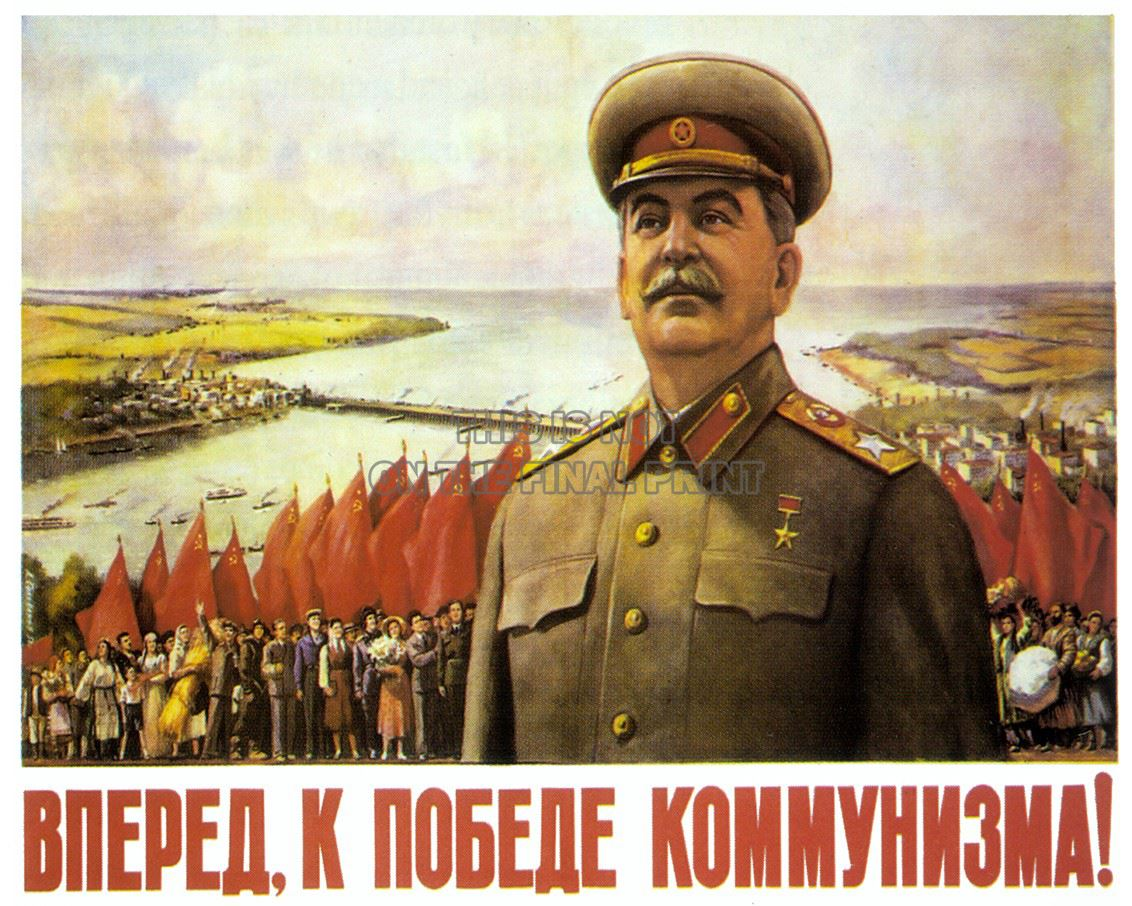 THIS IS NOT
ON THE FINAL PRINT
ВПЕРЕД, К ПОБЕДЕ КОММУНИЗМА!